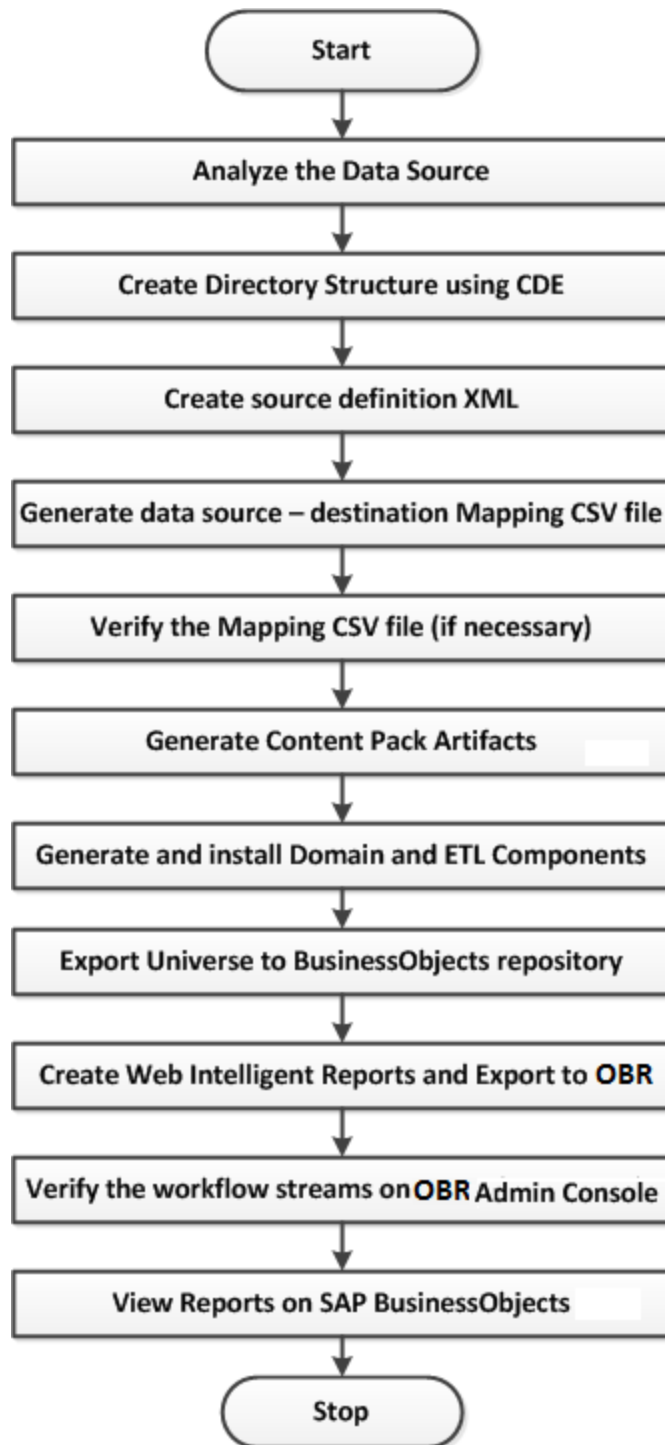 Start
Analyze the Data Source
Create Directory Structure using CDE
Create source definition XML
Generate data source – destination Mapping CSV file
Verify the Mapping CSV file (if necessary)
Generate Content Pack Artifacts
Generate and install Domain and ETL Components
Export Universe to BusinessObjects repository
Create Web Intelligent Reports and Export to OBR
Verify the workflow streams on OBR Admin Console
View Reports on SAP BusinessObjects
Stop